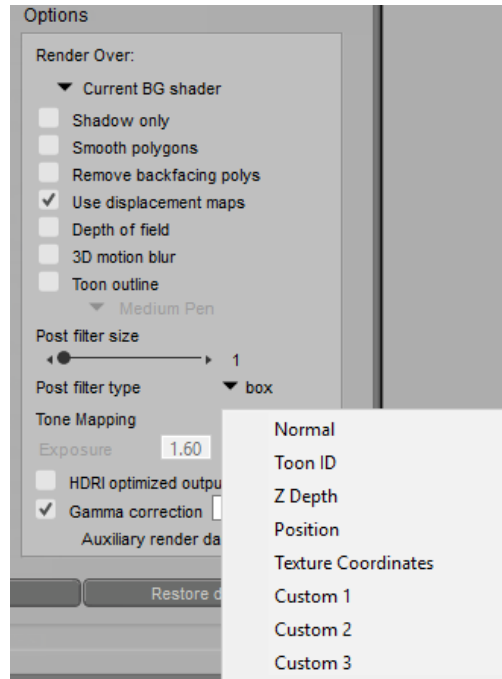 Options
Render Over:
Current BG shader
Shadow only
Smooth polygons
Remove backfacing polys
Use displacement maps
Depth of field
3D motion blur
Toon outline
Medium Pen
Post filter size
1
Post filter type box
Tone Mapping
Exposure 1.60
HDRI optimized outpu
Gamma correction
Auxiliary render da
Restore d
Normal
Toon ID
Z Depth
Position
Texture Coordinates
Custom 1
Custom 2
Custom 3